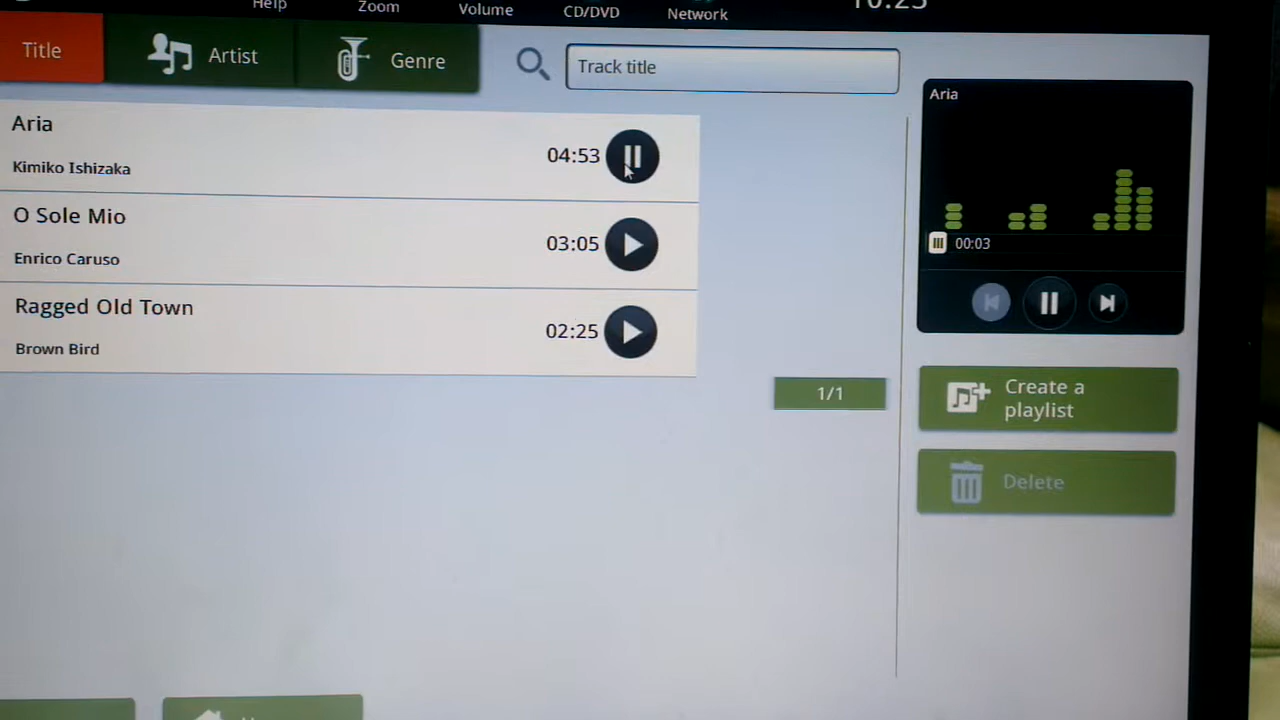 Help Zoom Volume CD/DVD Network
Title Artist Genre
Track title
Aria
Kimiko Ishizaka
04:53
O Sole Mio
Enrico Caruso
03:05
Ragged Old Town
Brown Bird
02:25
1/1
Aria
00:03
Create a
playlist
Delete